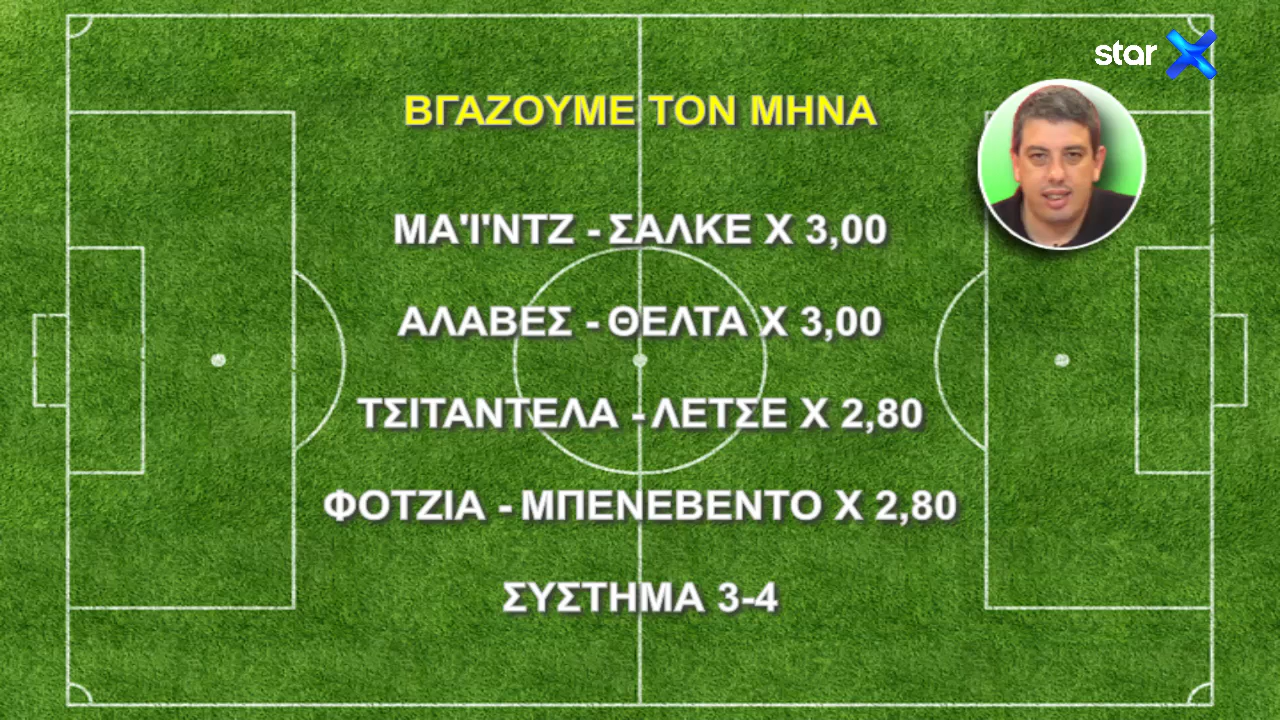 star X
ΒΓΑΖΟΥΜΕ ΤΟΝ ΜΗΝΑ
ΜΑ'Ι'ΝΤΖ - ΣΑΛΚΕ Χ 3,00
ΑΛΑΒΕΣ - ΘΕΛΤΑ Χ 3,00
ΤΣΙΤΑΝΤΕΛΑ - ΛΕΤΣΕ Χ 2,80
ΦΟΤΖΙΑ - ΜΠΕΝΕΒΕΝΤΟ Χ 2,80
ΣΥΣΤΗΜΑ 3-4